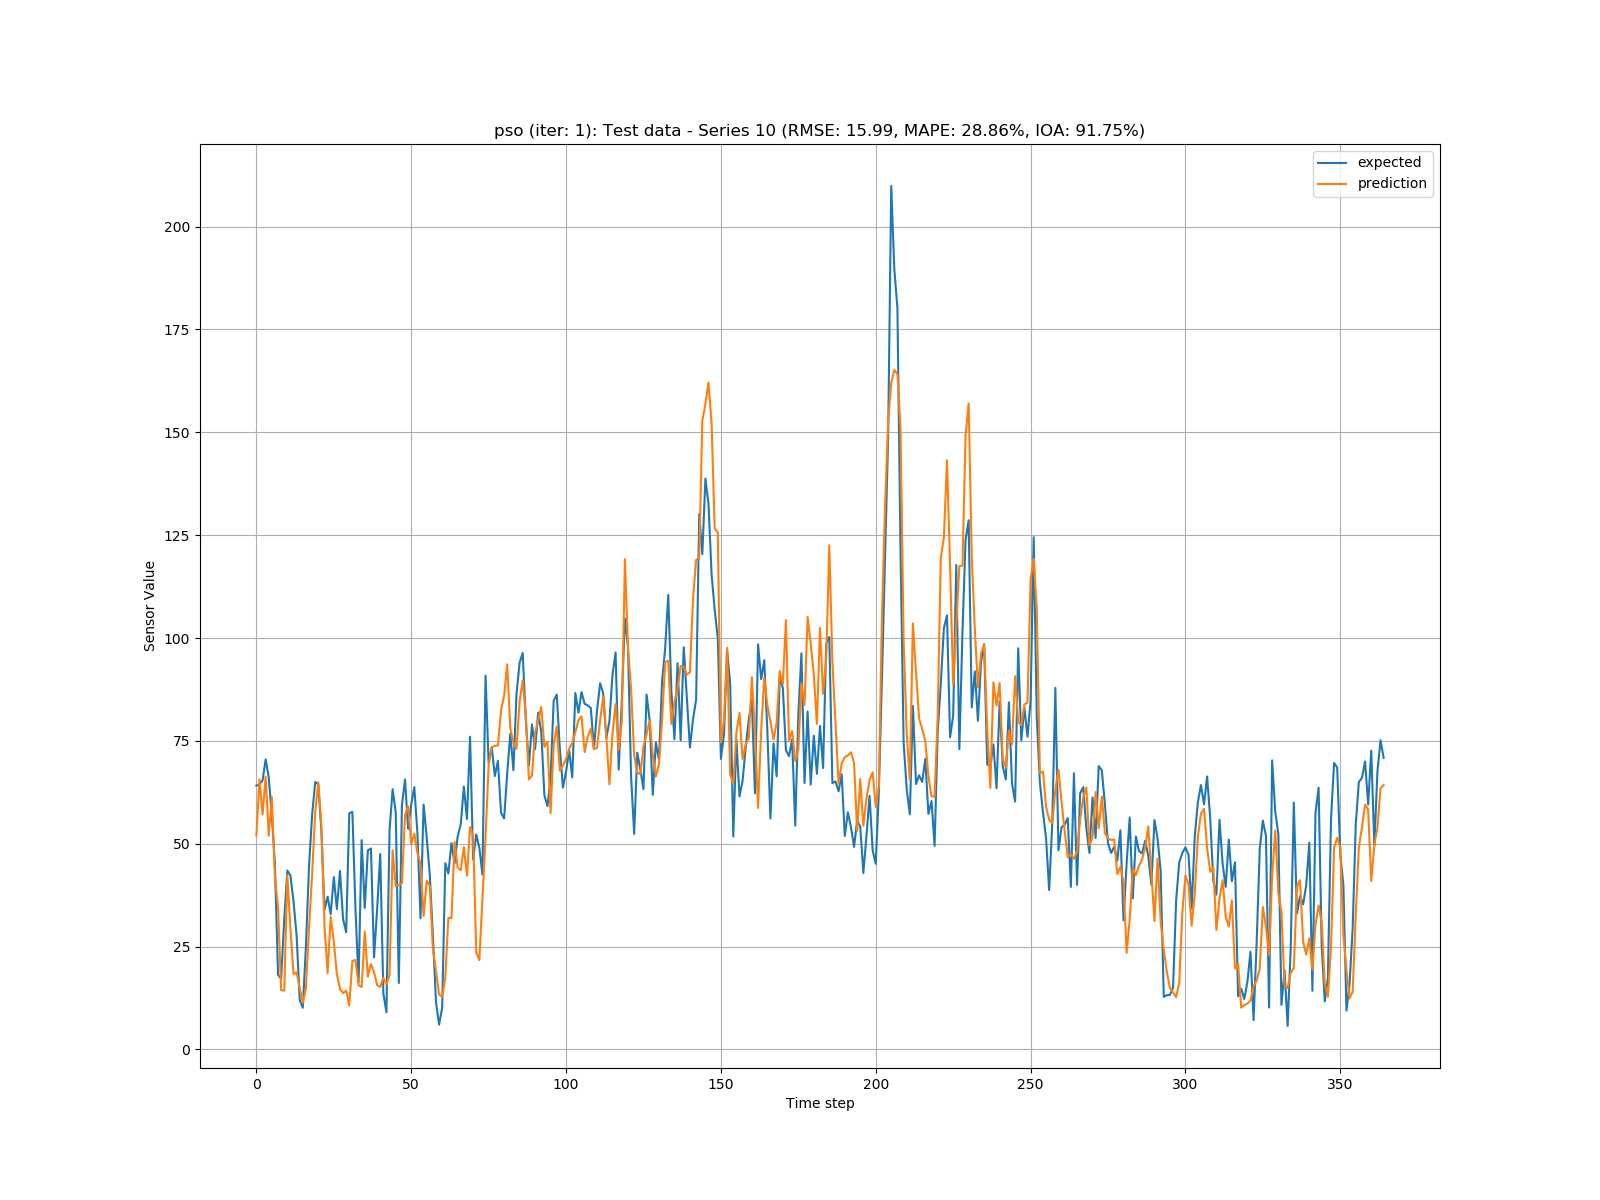 pso (iter: 1): Test data - Series 10 (RMSE: 15.99, MAPE: 28.86%, IOA: 91.75%)
expected
prediction
200
175
150
125
100
75
50
25
0
Sensor Value
0 50 100 150 200 250 300 350
Time step